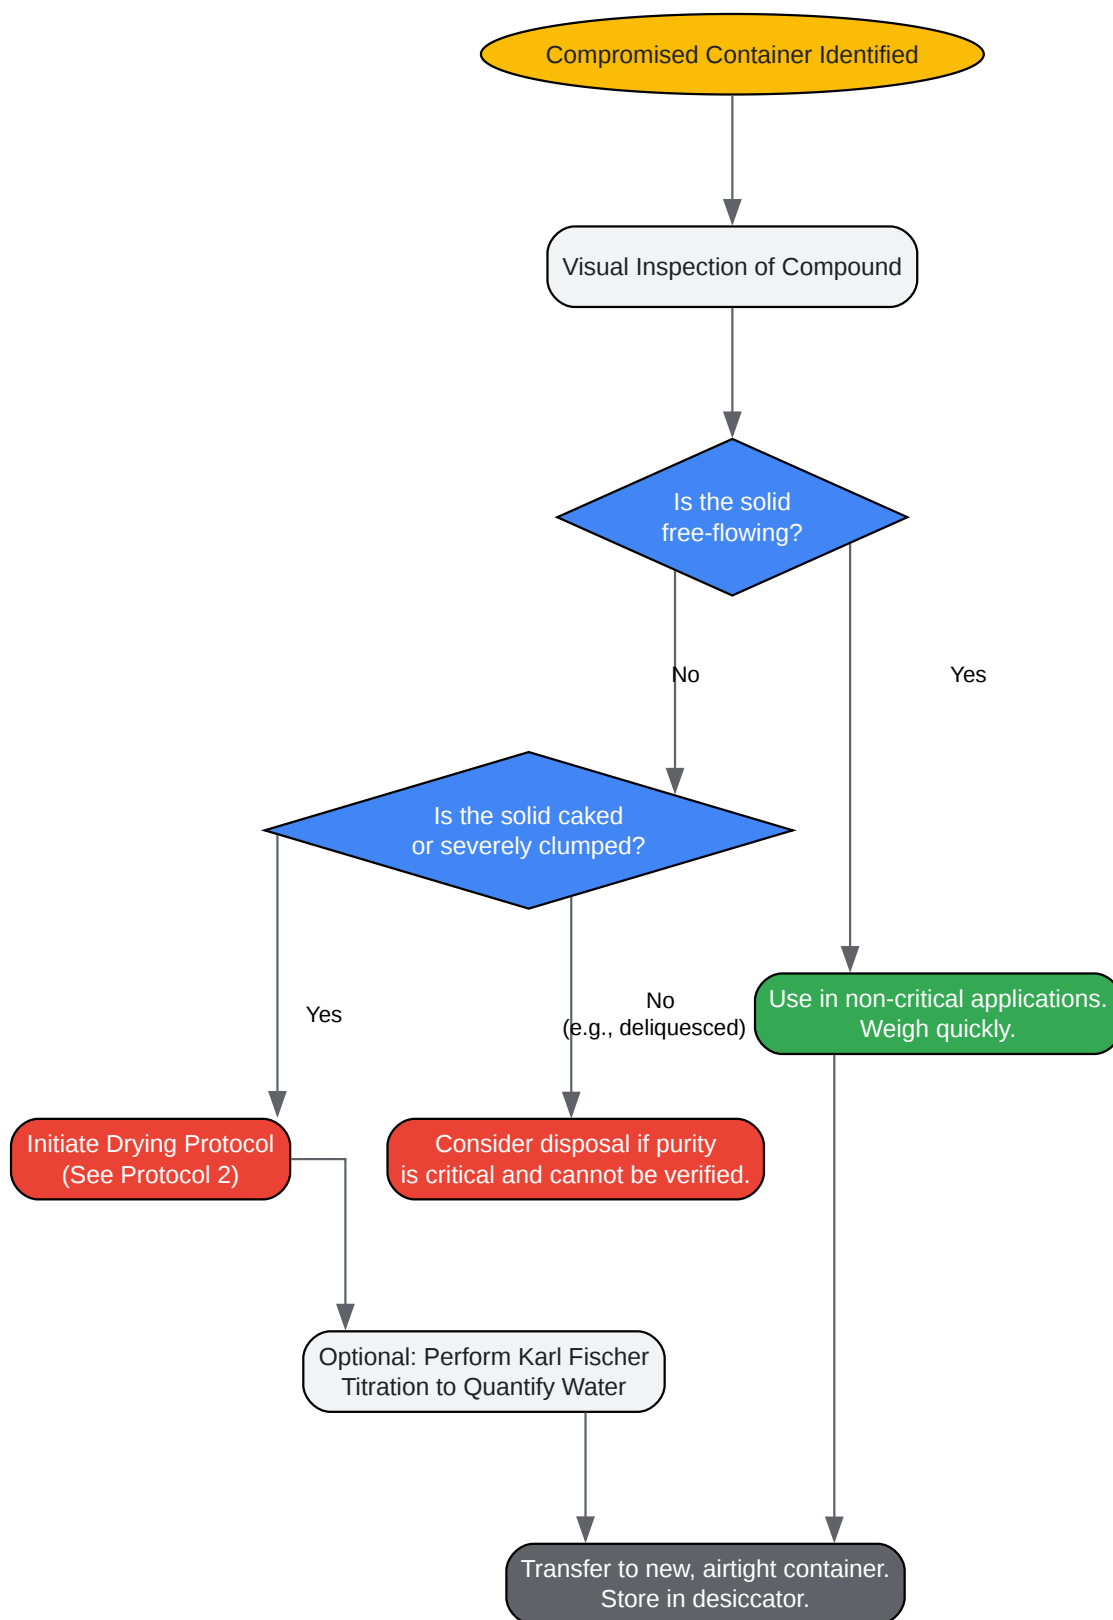 Compromised Container Identified
Visual Inspection of Compound
Is the solid
free-flowing?
No
Yes
Is the solid caked
or severely clumped?
Yes
No
(e.g., deliquesced)
Use in non-critical applications.
Weigh quickly.
Initiate Drying Protocol
(See Protocol 2)
Consider disposal if purity
is critical and cannot be verified.
Optional: Perform Karl Fischer
Titration to Quantify Water
Transfer to new, airtight container.
Store in desiccator.